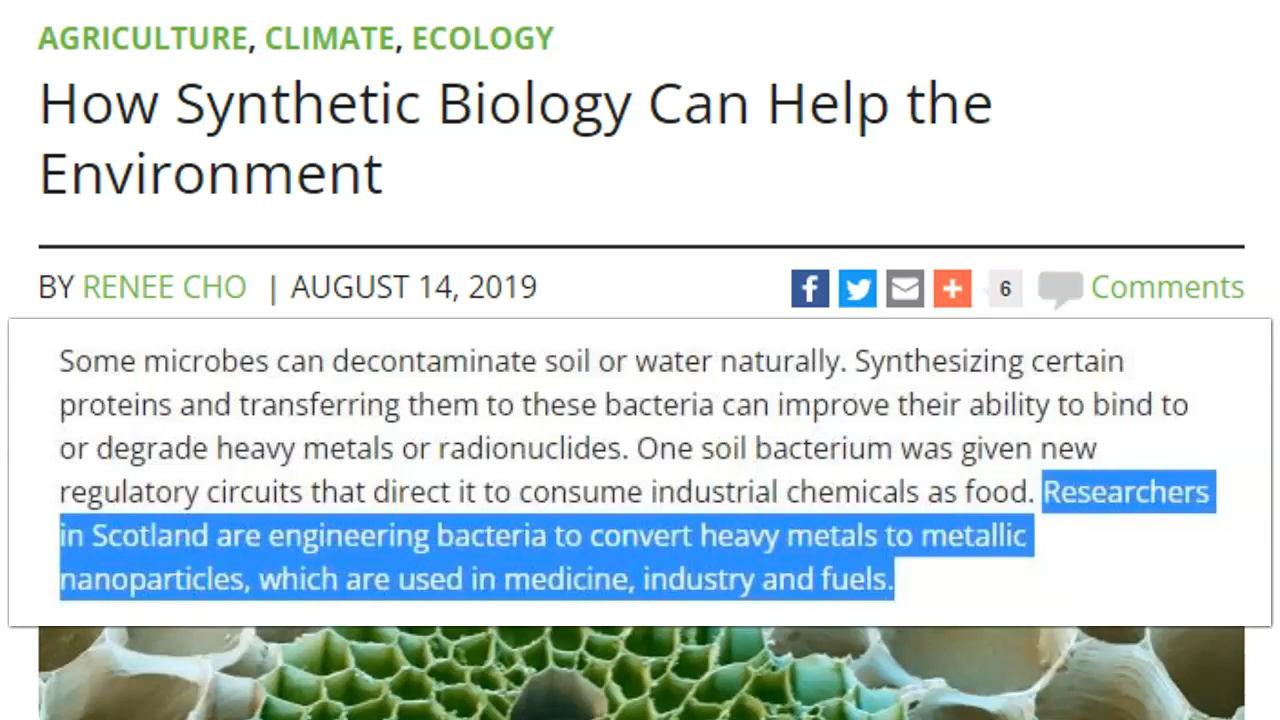 AGRICULTURE, CLIMATE, ECOLOGY
How Synthetic Biology Can Help the
Environment
BY RENEE CHO | AUGUST 14, 2019
6
Comments
Some microbes can decontaminate soil or water naturally. Synthesizing certain
proteins and transferring them to these bacteria can improve their ability to bind to
or degrade heavy metals or radionuclides. One soil bacterium was given new
regulatory circuits that direct it to consume industrial chemicals as food. Researchers
in Scotland are engineering bacteria to convert heavy metals to metallic
nanoparticles, which are used in medicine, industry and fuels.